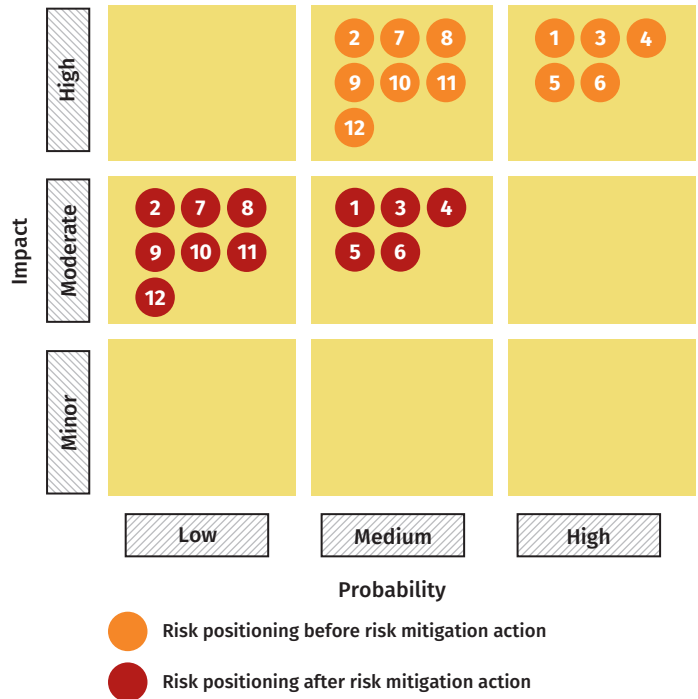 High
2 7 8
1 3 4
9 10 11
5 6
12
Impact
Moderate
2 7 8
1 3 4
9 10 11
5 6
12
Minor
Low
Medium
High
Probability
Risk positioning before risk mitigation action
Risk positioning after risk mitigation action